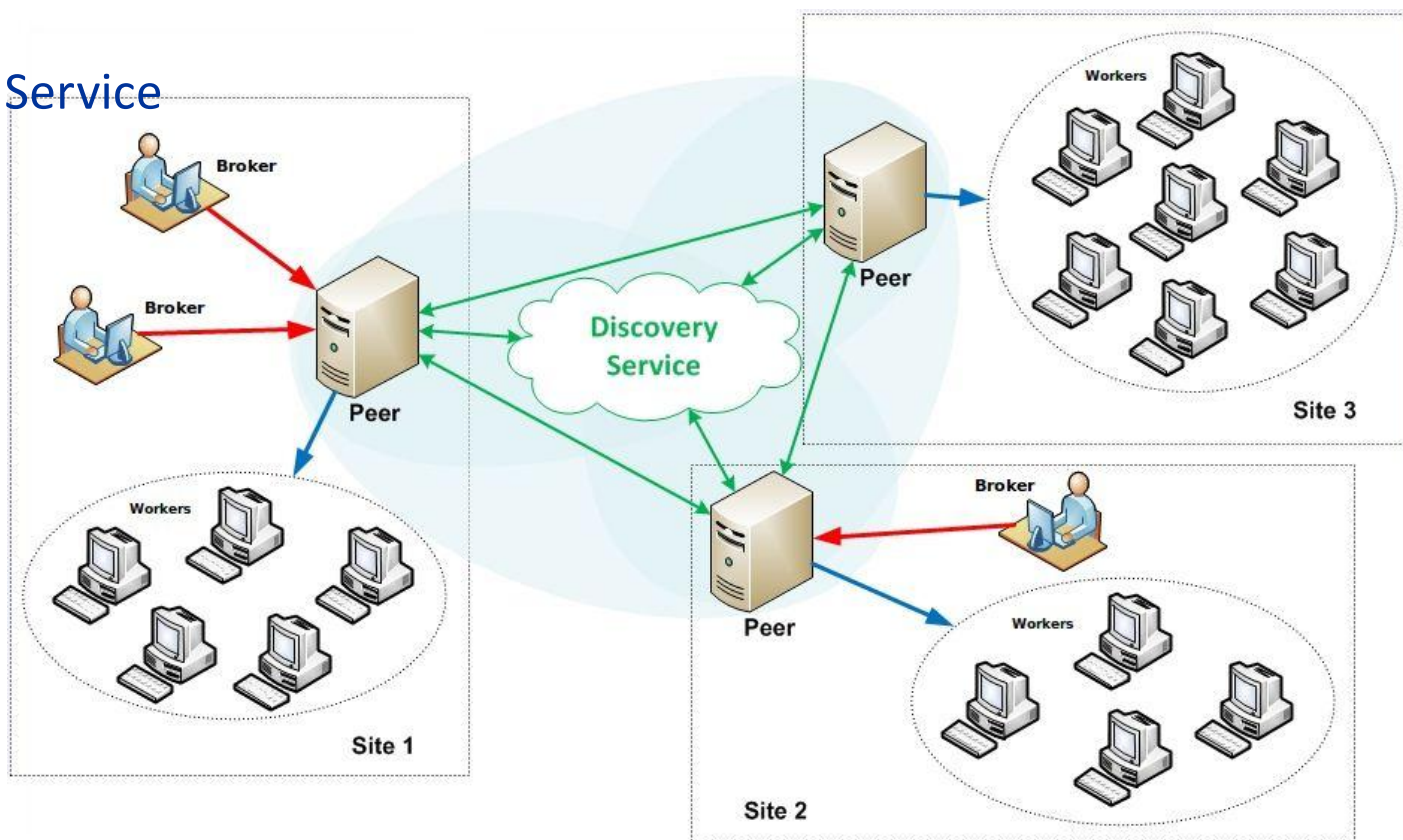 Service
Broker
Broker
Peer
Workers
Site 1
Discovery
Service
Peer
Workers
Site 3
Peer
Broker
Workers
Site 2